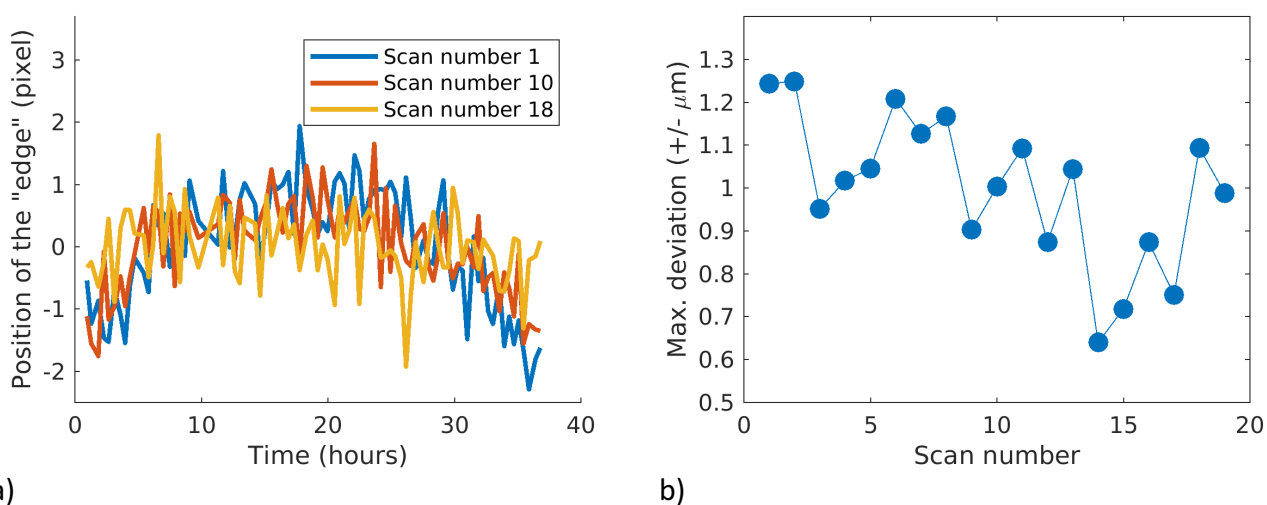 Position of the "edge" (pixel)
3
2
1
0
-1
-2
Scan number 1
Scan number 10
Scan number 18
0 10 20 30 40
Time (hours)
a)
Max. deviation (+/- μm)
1.3
1.2
1.1
1
0.9
0.8
0.7
0.6
0.5
0 5 10 15 20
Scan number
b)